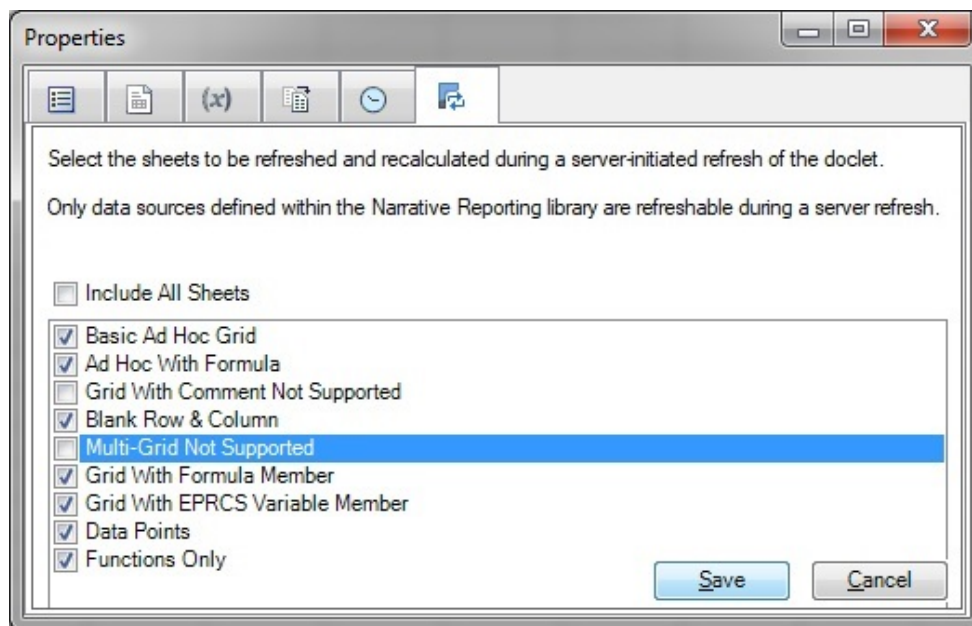 Properties
(x)
Select the sheets to be refreshed and recalculated during a server-initiated refresh of the doclet.
Only data sources defined within the Narrative Reporting library are refreshable during a server refresh.
Include All Sheets
Basic Ad Hoc Grid
Ad Hoc With Formula
Grid With Comment Not Supported
Blank Row & Column
Multi-Grid Not Supported
Grid With Formula Member
Grid With EPRCS Variable Member
Data Points
Functions Only
Save Cancel